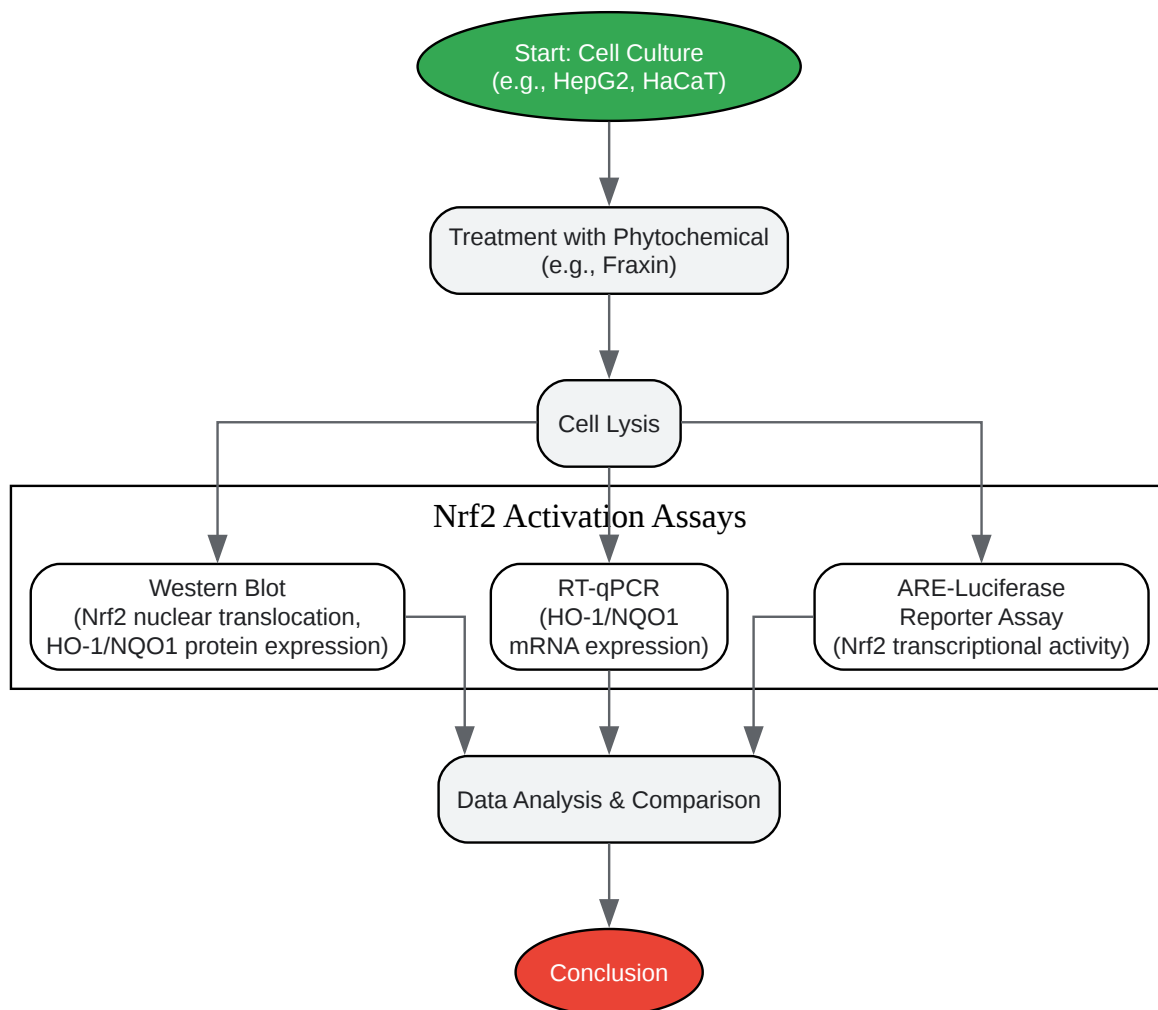 Start: Cell Culture
(e.g., HepG2, HaCaT)
Treatment with Phytochemical
(e.g., Fraxin)
Cell Lysis
Nrf2 Activation Assays
Western Blot
(Nrf2 nuclear translocation,
HO-1/NQO1 protein expression)
RT-qPCR
(HO-1/NQO1
mRNA expression)
ARE-Luciferase
Reporter Assay
(Nrf2 transcriptional activity)
Data Analysis & Comparison
Conclusion